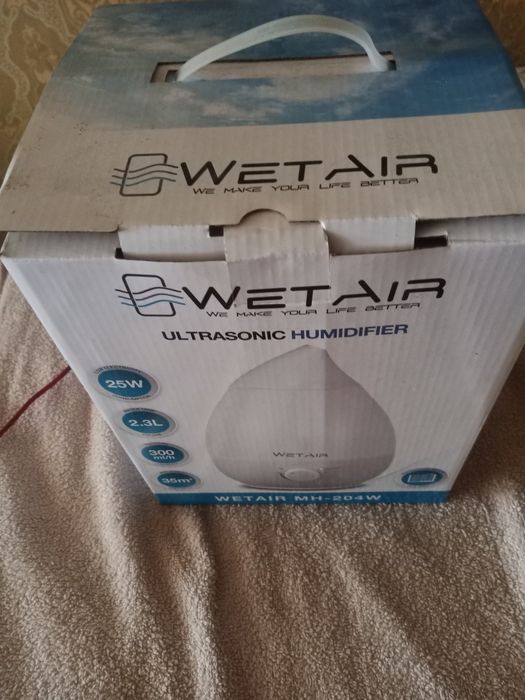 WETAIR
WE MAKE YOUR LIFE BETTER
WETAIR
WE MAKE YOUR LIFE BETTER
ULTRASONIC HUMIDIFIER
25W
2.3L
300
ml/h
35m²
WETAIR
WETAIR MH-204W